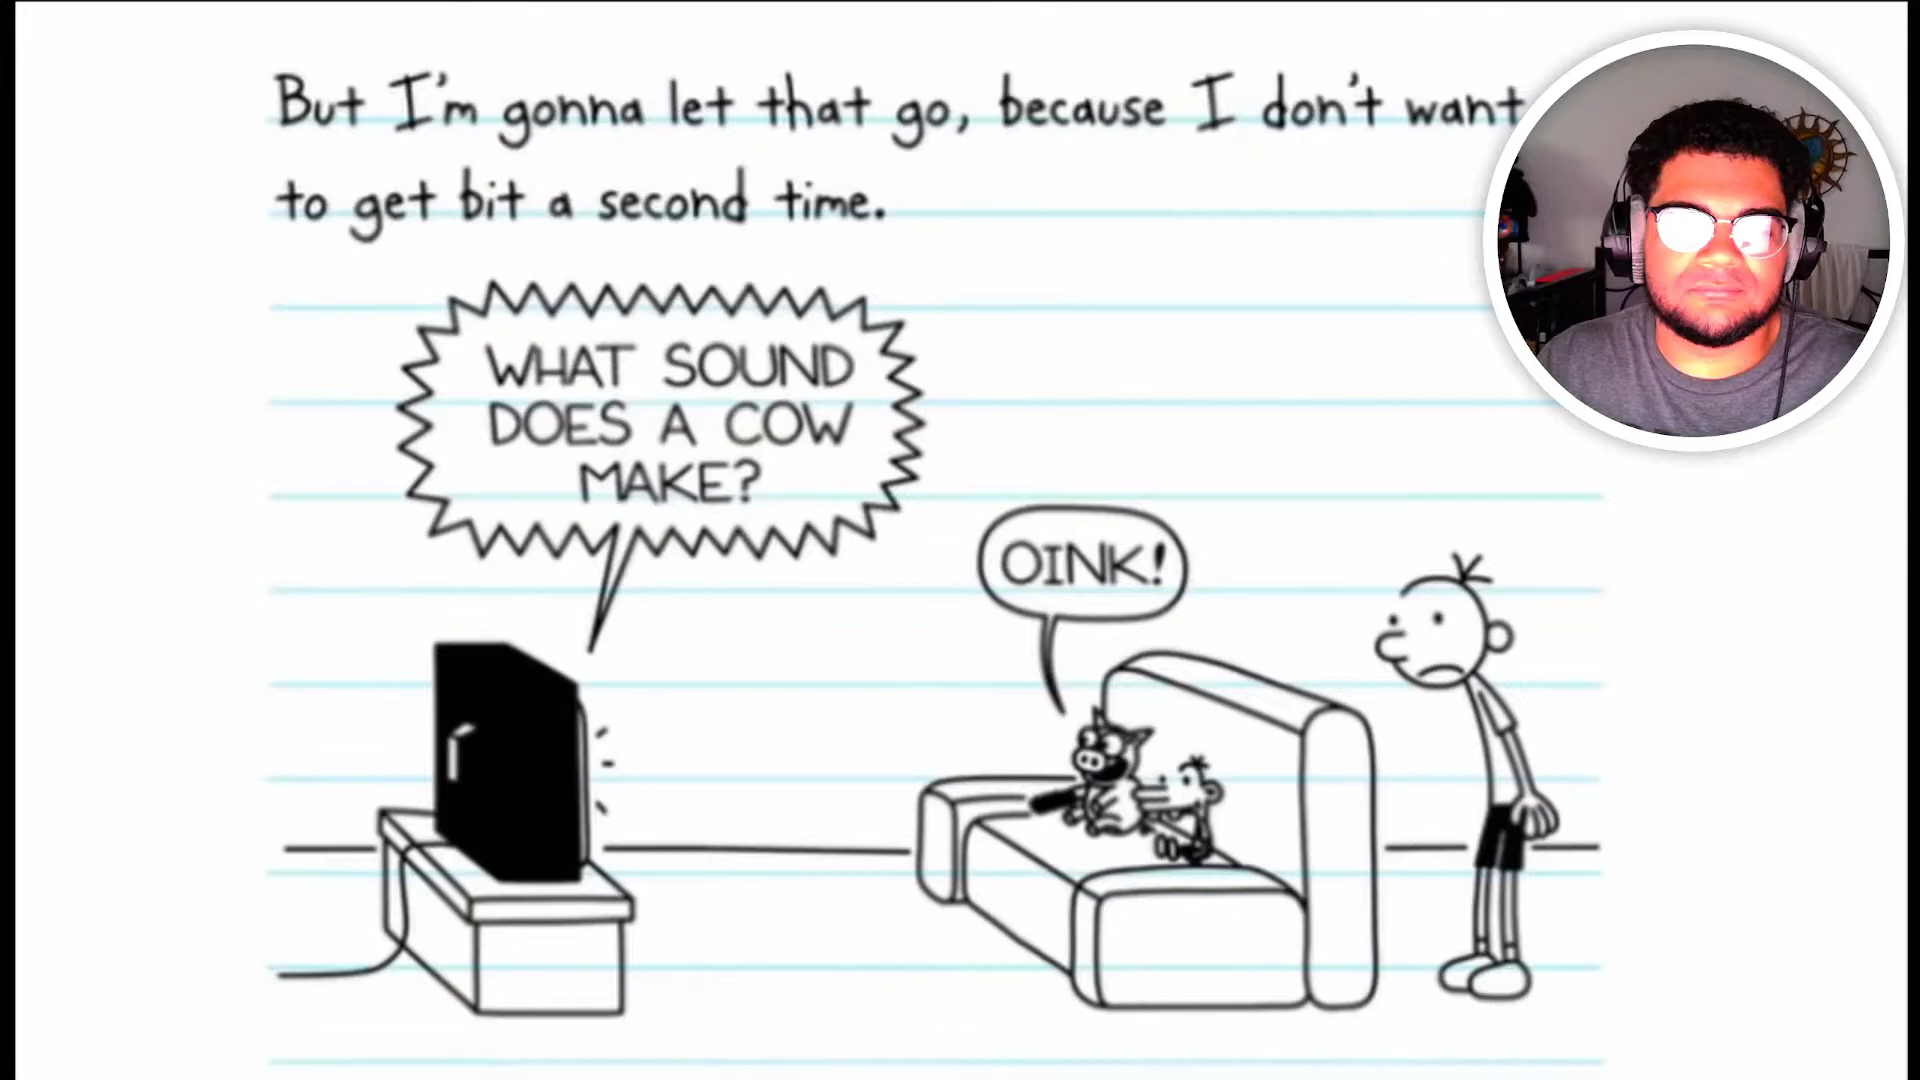 But I'm gonna let that go, because I don't want
to get bit a second time.
WHAT SOUND
DOES A COW
MAKE?
OINK!